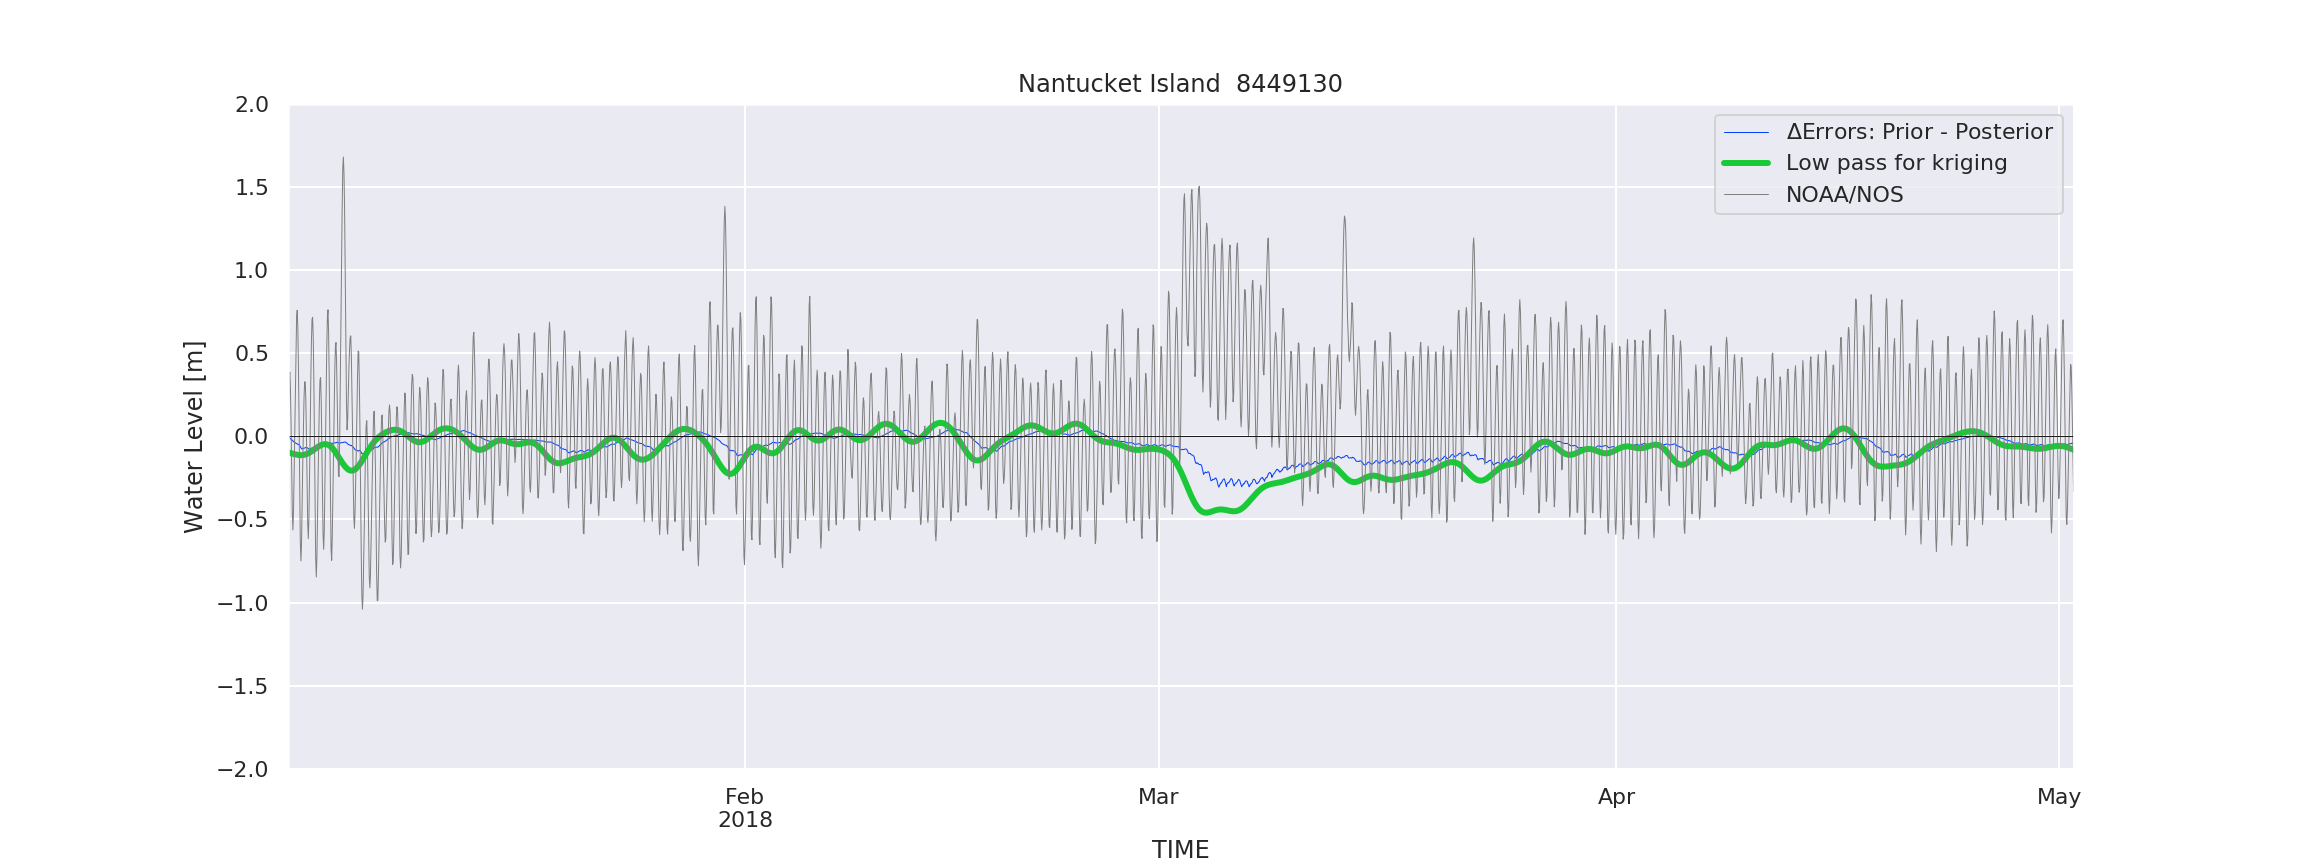 Nantucket Island  8449130
ΔErrors: Prior - Posterior
Low pass for kriging
NOAA/NOS
Water Level [m]
2.0
1.5
1.0
0.5
0.0
−0.5
−1.0
−1.5
−2.0
Feb
2018
Mar
Apr
May
TIME